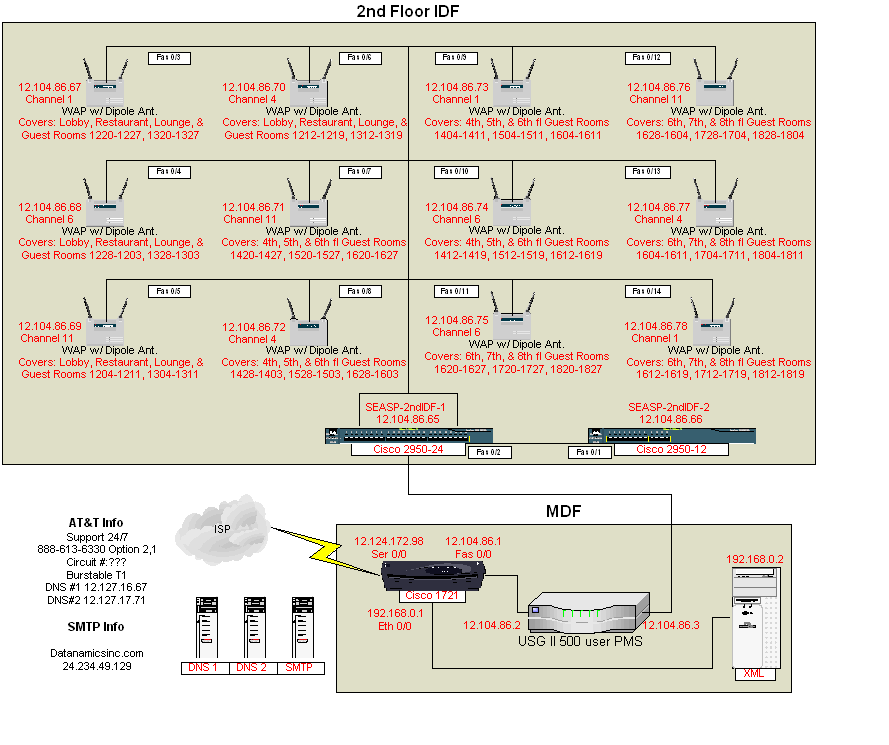 2nd Floor IDF
Fan 0/3
Fan 0/6
Fan 0/9
Fan 0/12
12.104.86.67
Channel 1
WAP w/ Dipole Ant.
Covers: Lobby, Restaurant, Lounge, &
Guest Rooms 1220-1227, 1320-1327
12.104.86.70
Channel 4
WAP w/ Dipole Ant.
Covers: Lobby, Restaurant, Lounge, &
Guest Rooms 1212-1219, 1312-1319
12.104.86.73
Channel 1
WAP w/ Dipole Ant.
Covers: 4th, 5th, & 6th fl Guest Rooms
1404-1411, 1504-1511, 1604-1611
12.104.86.76
Channel 11
WAP w/ Dipole Ant.
Covers: 6th, 7th, & 8th fl Guest Rooms
1628-1604, 1728-1704, 1828-1804
Fan 0/4
Fan 0/7
Fan 0/10
Fan 0/13
12.104.86.68
Channel 6
WAP w/ Dipole Ant.
Covers: Lobby, Restaurant, Lounge, &
Guest Rooms 1228-1203, 1328-1303
12.104.86.71
Channel 11
WAP w/ Dipole Ant.
Covers: 4th, 5th, & 6th fl Guest Rooms
1420-1427, 1520-1527, 1620-1627
12.104.86.74
Channel 6
WAP w/ Dipole Ant.
Covers: 4th, 5th, & 6th fl Guest Rooms
1412-1419, 1512-1519, 1612-1619
12.104.86.77
Channel 4
WAP w/ Dipole Ant.
Covers: 6th, 7th, & 8th fl Guest Rooms
1604-1611, 1704-1711, 1804-1811
Fan 0/5
Fan 0/8
Fan 0/11
Fan 0/14
12.104.86.69
Channel 11
WAP w/ Dipole Ant.
Covers: Lobby, Restaurant, Lounge, &
Guest Rooms 1204-1211, 1304-1311
12.104.86.72
Channel 4
WAP w/ Dipole Ant.
Covers: 4th, 5th, & 6th fl Guest Rooms
1428-1403, 1528-1503, 1628-1603
12.104.86.75
Channel 6
WAP w/ Dipole Ant.
Covers: 6th, 7th, & 8th fl Guest Rooms
1620-1627, 1720-1727, 1820-1827
12.104.86.78
Channel 1
WAP w/ Dipole Ant.
Covers: 6th, 7th, & 8th fl Guest Rooms
1612-1619, 1712-1719, 1812-1819
SEASP-2ndIDF-1
12.104.86.65
Cisco 2950-24
Fan 0/2
SEASP-2ndIDF-2
12.104.86.66
Fan 0/1
Cisco 2950-12
AT&T Info
Support 24/7
888-613-6330 Option 2,1
Circuit #:???
Burstable T1
DNS #1 12.127.16.67
DNS#2 12.127.17.71
SMTP Info
Datanamicsinc.com
24.234.49.129
ISP
DNS 1
DNS 2
SMTP
MDF
12.124.172.98
Ser 0/0
12.104.86.1
Fas 0/0
Cisco 1721
192.168.0.1
Eth 0/0
12.104.86.2
12.104.86.3
USG II 500 user PMS
192.168.0.2
XML